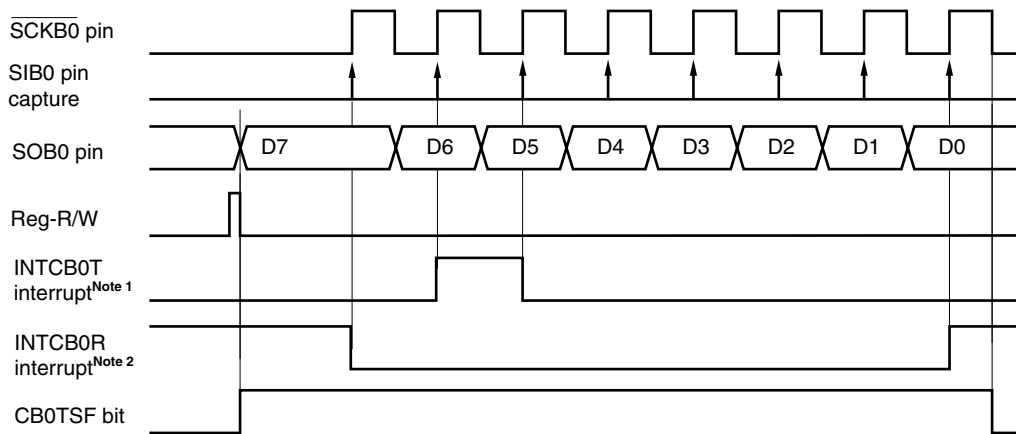 SCKB0 pin
SIB0 pin
capture
SOB0 pin
D7 D6 D5 D4 D3 D2 D1 D0
Reg-R/W
INTCB0T
interruptNote 1
INTCB0R
interruptNote 2
CB0TSF bit